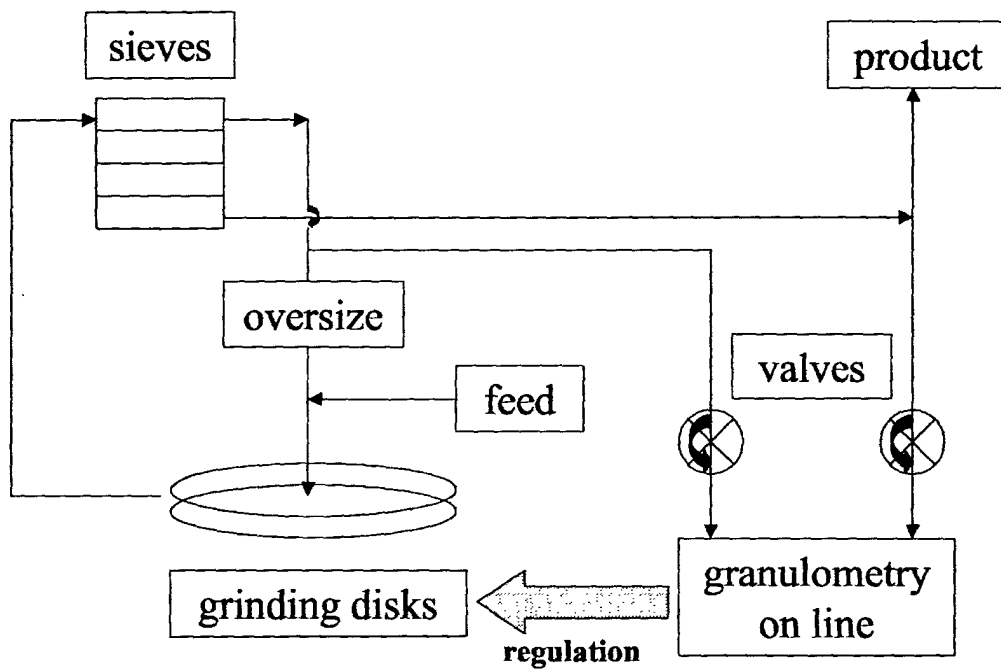 sieves
product
oversize
feed
valves
grinding disks
regulation
granulometry
on line